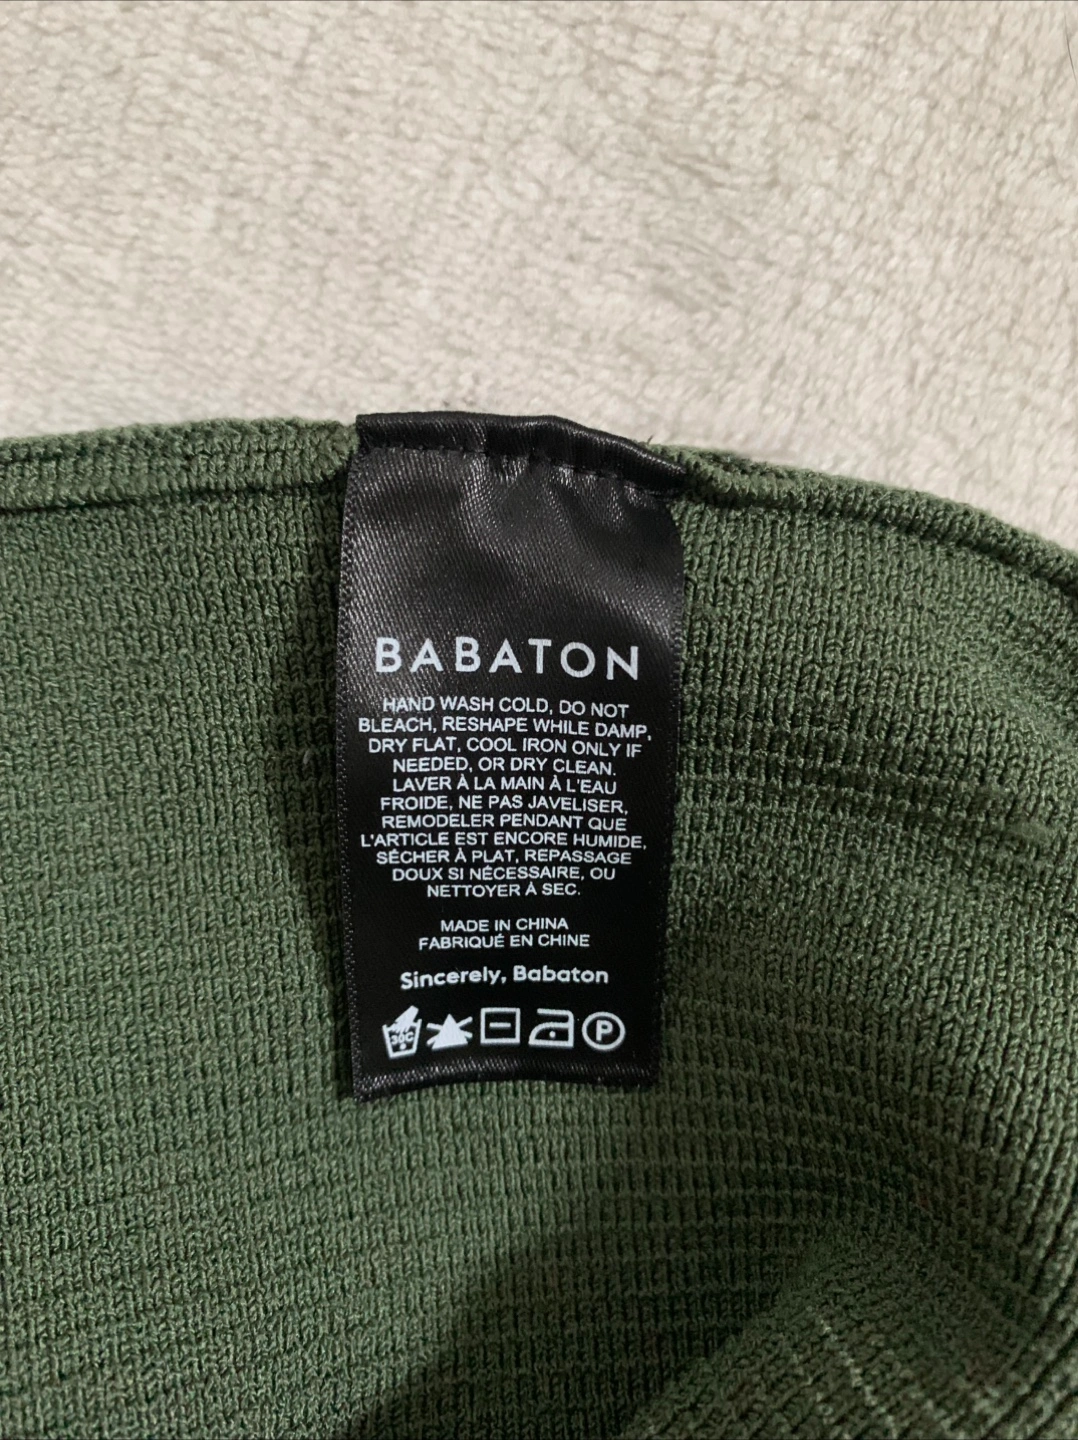 BABATON
HAND WASH COLD, DO NOT
BLEACH, RESHAPE WHILE DAMP,
DRY FLAT, COOL IRON ONLY IF
NEEDED, OR DRY CLEAN.
LAVER À LA MAIN À L'EAU
FROIDE, NE PAS JAVELISER,
REMODELER PENDANT QUE
L'ARTICLE EST ENCORE HUMIDE,
SÉCHER À PLAT, REPASSAGE
DOUX SI NÉCESSAIRE, OU
NETTOYER À SEC.
MADE IN CHINA
FABRIQUÉ EN CHINE
Sincerely, Babaton
30C P